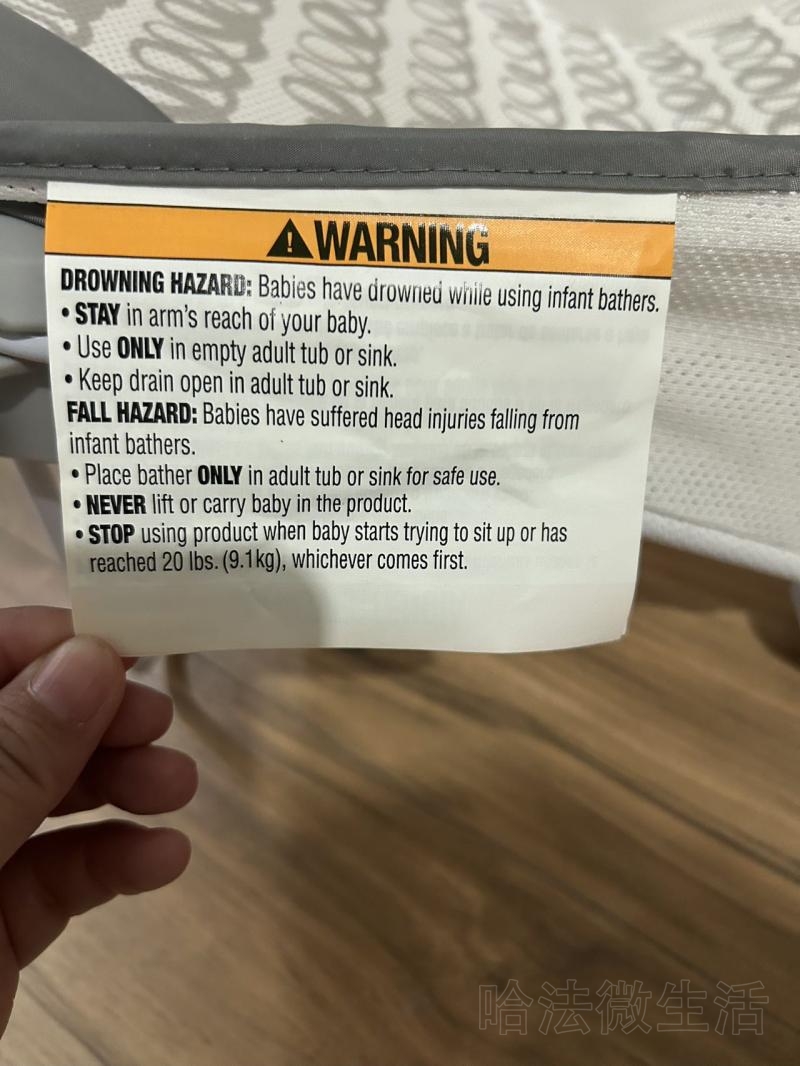 WARNING
DROWNING HAZARD: Babies have drowned while using infant bathers.
• STAY in arm's reach of your baby.
• Use ONLY in empty adult tub or sink.
• Keep drain open in adult tub or sink.
FALL HAZARD: Babies have suffered head injuries falling from
infant bathers.
• Place bather ONLY in adult tub or sink for safe use.
• NEVER lift or carry baby in the product.
• STOP using product when baby starts trying to sit up or has
reached 20 lbs. (9.1kg), whichever comes first.
哈法微生活